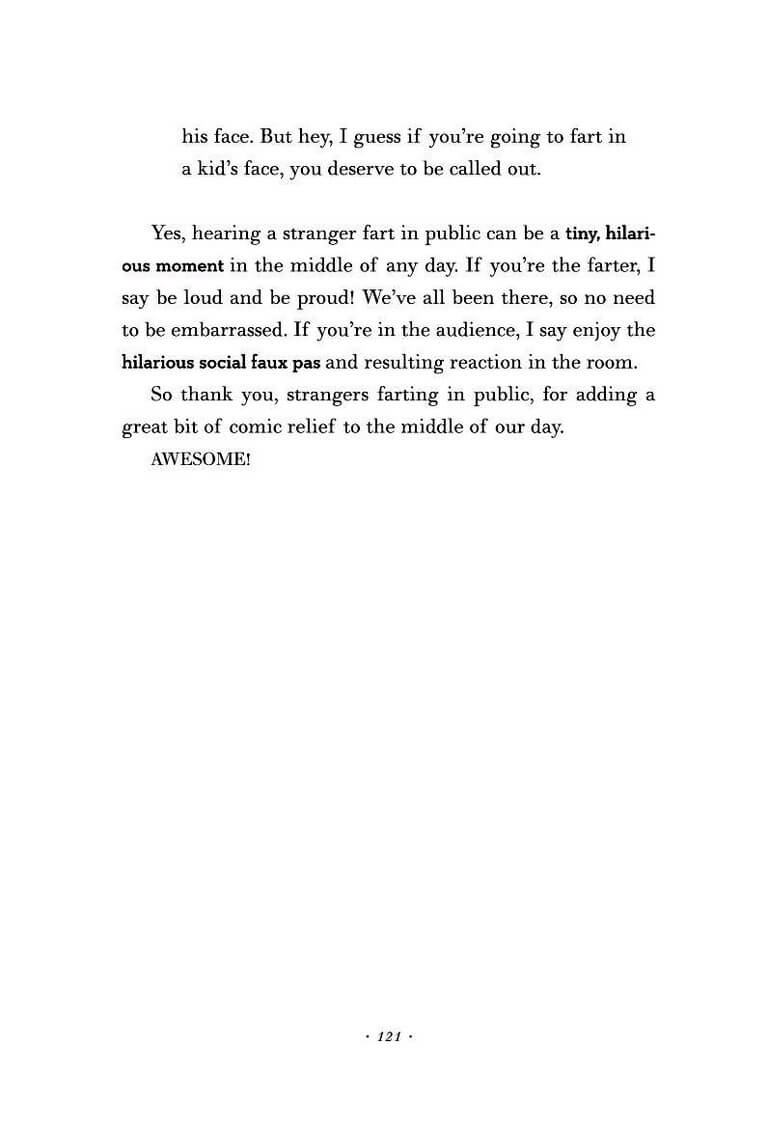 his face. But hey, I guess if you're going to fart in
a kid's face, you deserve to be called out.
Yes, hearing a stranger fart in public can be a tiny, hilari-
ous moment in the middle of any day. If you're the farter, I
say be loud and be proud! We've all been there, so no need
to be embarrassed. If you're in the audience, I say enjoy the
hilarious social faux pas and resulting reaction in the room.
So thank you, strangers farting in public, for adding a
great bit of comic relief to the middle of our day.
AWESOME!
· 121 ·